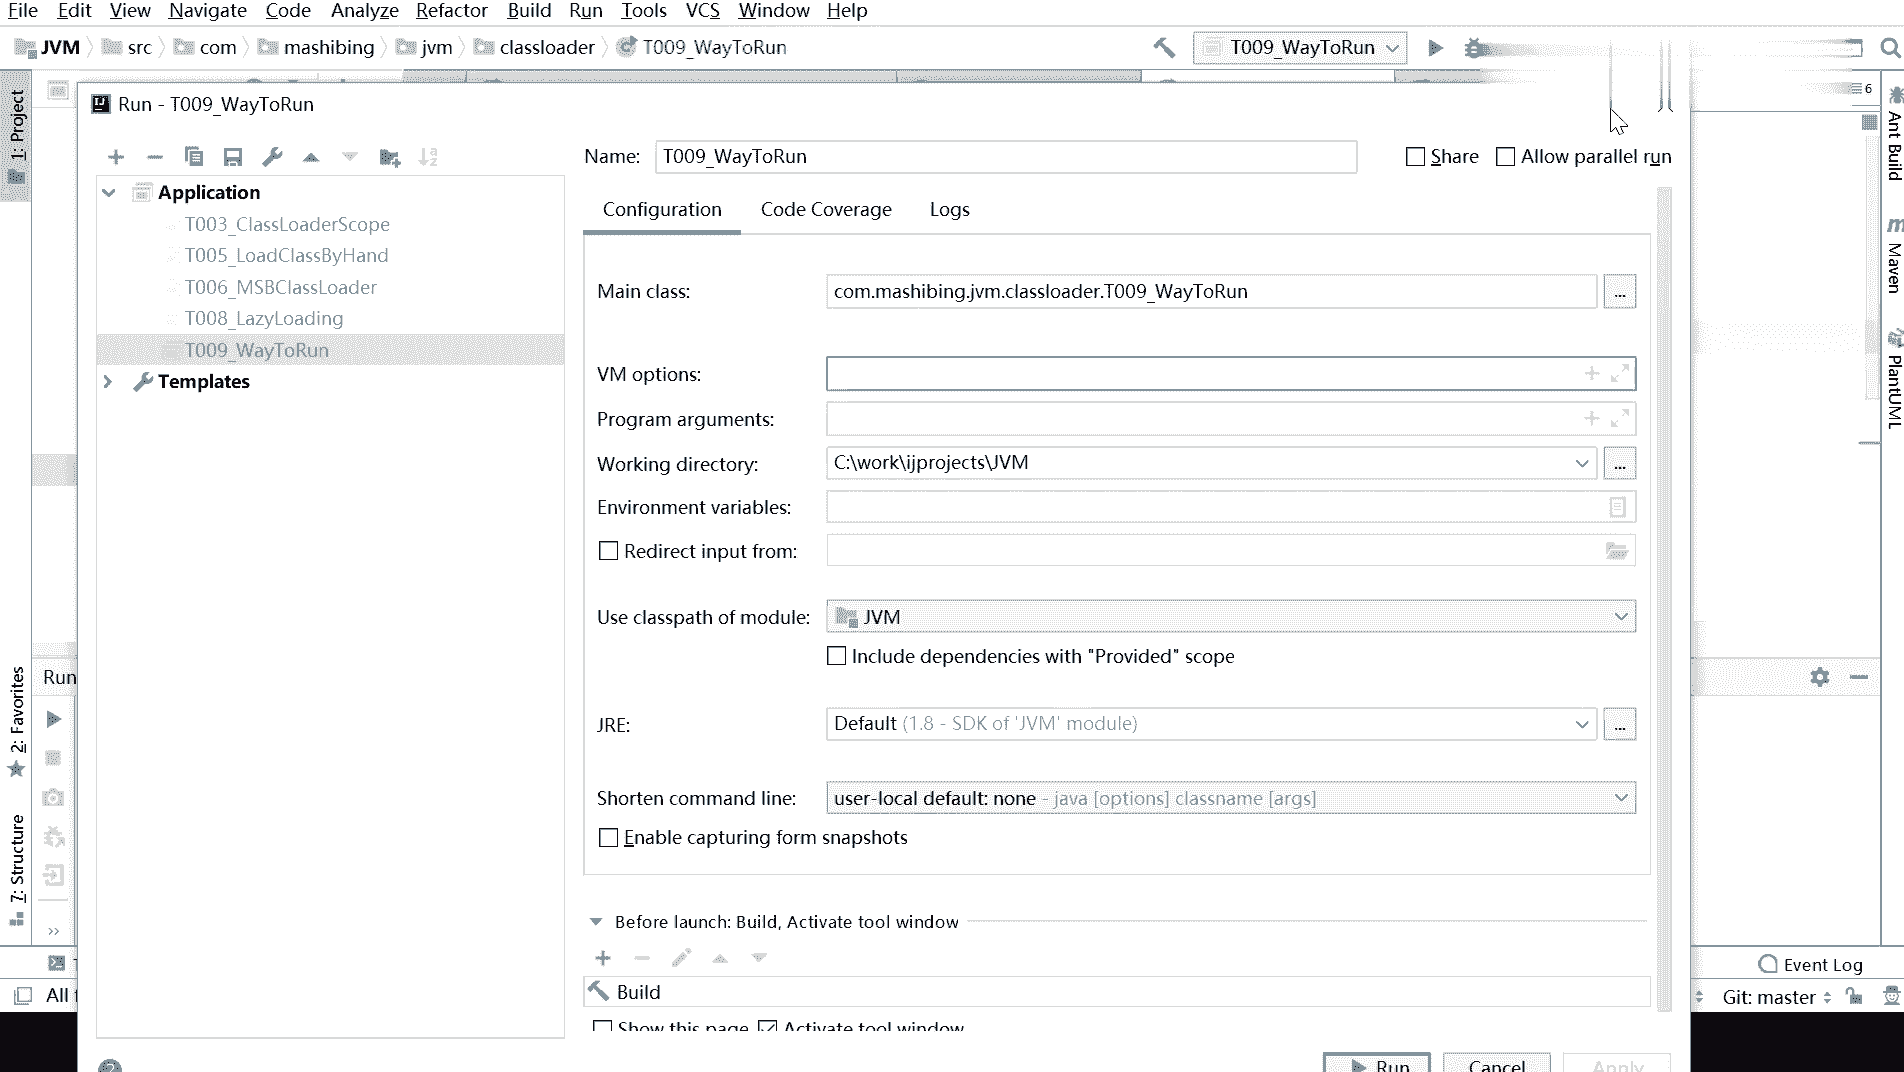 File Edit View Navigate Code Analyze Refactor Build Run Tools VCS Window Help
JVM src com mashibing jvm classloader T009_WayToRun T009_WayToRun
6
Run - T009_WayToRun
Name: T009_WayToRun Share Allow parallel run
Application
T003_ClassLoaderScope
T005_LoadClassByHand
T006_MSBClassLoader
T008_LazyLoading
T009_WayToRun
Templates
Configuration Code Coverage Logs
Main class: com.mashibing.jvm.classloader.T009_WayToRun ...
VM options:
Program arguments:
Working directory: C:\work\ijprojects\JVM ...
Environment variables:
Redirect input from:
Use classpath of module: JVM
Include dependencies with "Provided" scope
JRE: Default (1.8 - SDK of 'JVM' module) ...
Shorten command line: user-local default: none - java [options] classname [args]
Enable capturing form snapshots
Before launch: Build, Activate tool window
Build
Show this page Activate tool window
Run Cancel Apply
1: Project
2: Favorites
7: Structure
Run
Ant Build
Maven
PlantUML
Event Log
All
Git: master